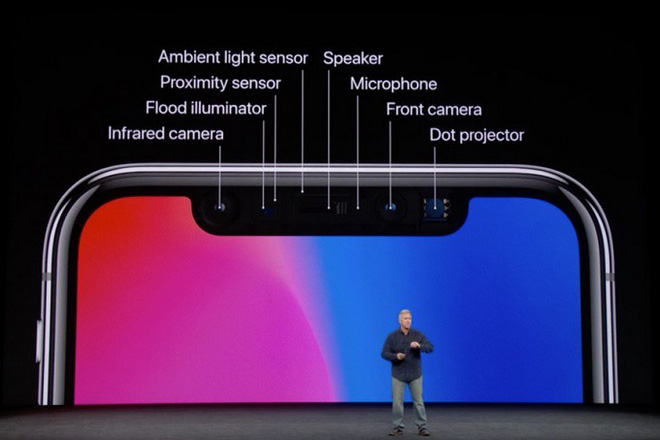 Ambient light sensor
Speaker
Proximity sensor
Microphone
Flood illuminator
Front camera
Infrared camera
Dot projector